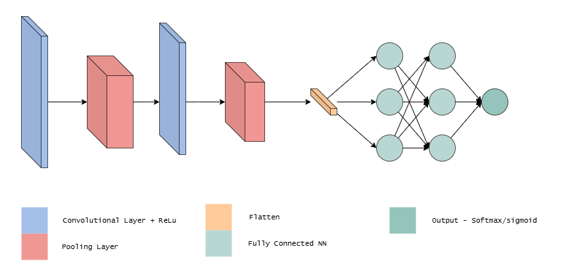 Convolutional Layer + ReLu
Pooling Layer
Flatten
Fully Connected NN
Output - Softmax/sigmoid